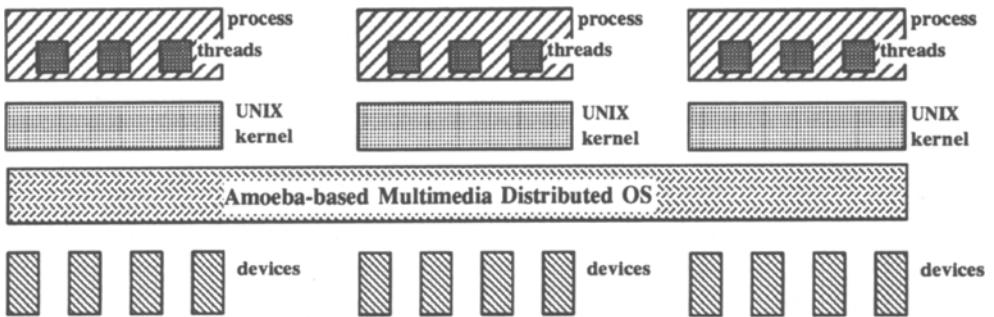 process process process
threads threads threads
UNIX UNIX UNIX
kernel kernel kernel
Amoeba-based Multimedia Distributed OS
devices devices devices